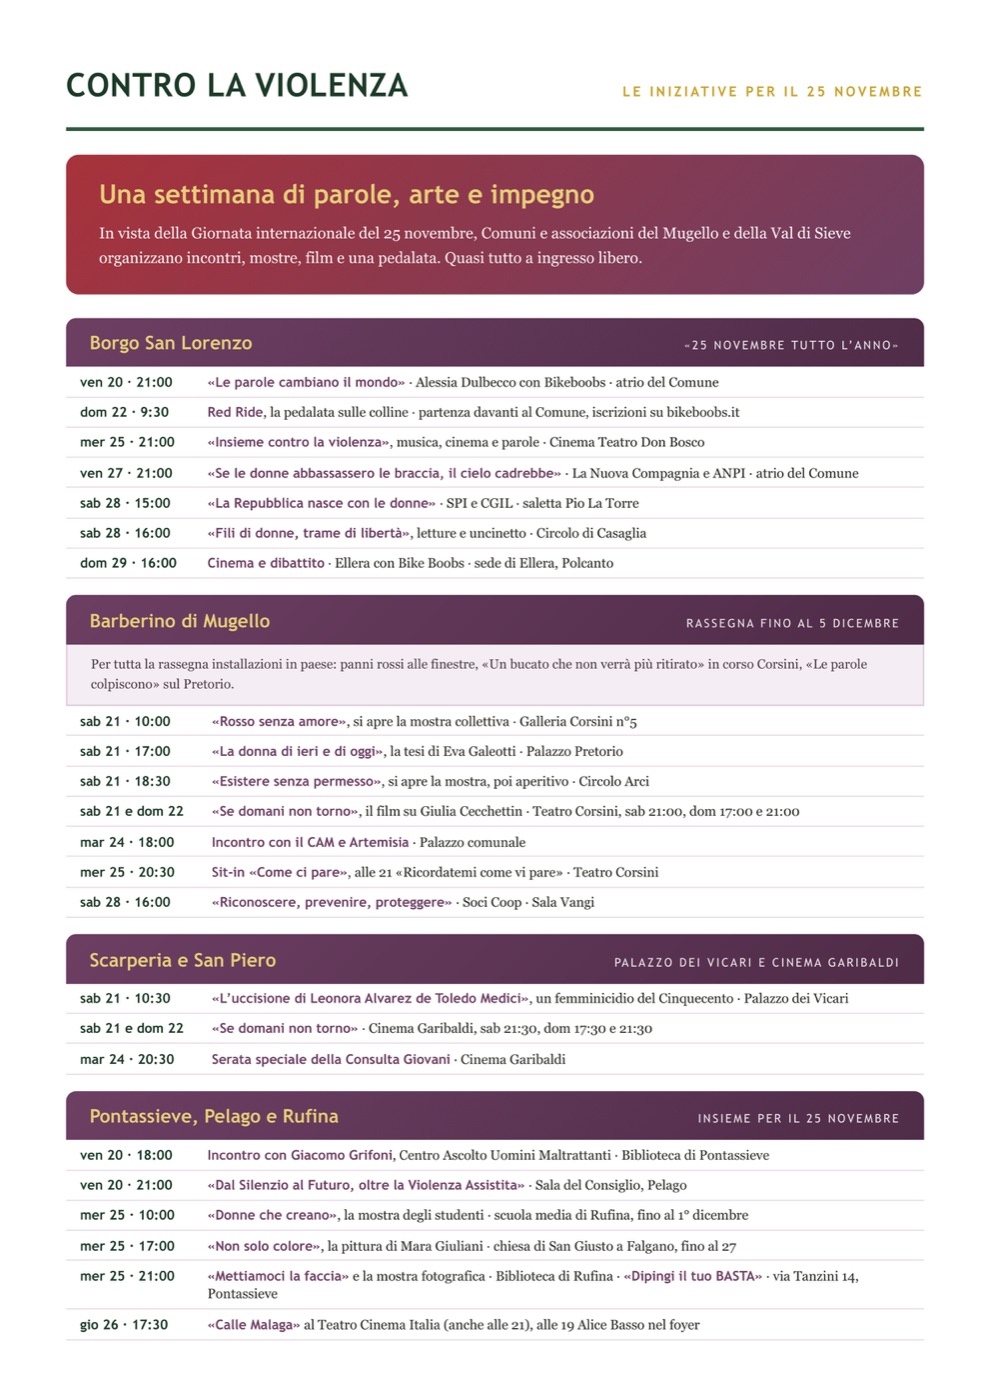 CONTRO LA VIOLENZA
LE INIZIATIVE PER IL 25 NOVEMBRE
Una settimana di parole, arte e impegno
In vista della Giornata internazionale del 25 novembre, Comuni e associazioni del Mugello e della Val di Sieve
organizzano incontri, mostre, film e una pedalata. Quasi tutto a ingresso libero.
Borgo San Lorenzo
«25 NOVEMBRE TUTTO L'ANNO»
ven 20 · 21:00 «Le parole cambiano il mondo» · Alessia Dulbecco con Bikeboobs · atrio del Comune
dom 22 · 9:30 Red Ride, la pedalata sulle colline · partenza davanti al Comune, iscrizioni su bikeboobs.it
mer 25 · 21:00 «Insieme contro la violenza», musica, cinema e parole · Cinema Teatro Don Bosco
ven 27 · 21:00 «Se le donne abbassassero le braccia, il cielo cadrebbe» · La Nuova Compagnia e ANPI · atrio del Comune
sab 28 · 15:00 «La Repubblica nasce con le donne» · SPI e CGIL · saletta Pio La Torre
sab 28 · 16:00 «Fili di donne, trame di libertà», letture e uncinetto · Circolo di Casaglia
dom 29 · 16:00 Cinema e dibattito · Ellera con Bike Boobs · sede di Ellera, Polcanto
Barberino di Mugello
RASSEGNA FINO AL 5 DICEMBRE
Per tutta la rassegna installazioni in paese: panni rossi alle finestre, «Un bucato che non verrà più ritirato» in corso Corsini, «Le parole
colpiscono» sul Pretorio.
sab 21 · 10:00 «Rosso senza amore», si apre la mostra collettiva · Galleria Corsini n°5
sab 21 · 17:00 «La donna di ieri e di oggi», la tesi di Eva Galeotti · Palazzo Pretorio
sab 21 · 18:30 «Esistere senza permesso», si apre la mostra, poi aperitivo · Circolo Arci
sab 21 e dom 22 «Se domani non torno», il film su Giulia Cecchettin · Teatro Corsini, sab 21:00, dom 17:00 e 21:00
mar 24 · 18:00 Incontro con il CAM e Artemisia · Palazzo comunale
mer 25 · 20:30 Sit-in «Come ci pare», alle 21 «Ricordatemi come vi pare» · Teatro Corsini
sab 28 · 16:00 «Riconoscere, prevenire, proteggere» · Soci Coop · Sala Vangi
Scarperia e San Piero
PALAZZO DEI VICARI E CINEMA GARIBALDI
sab 21 · 10:30 «L'uccisione di Leonora Alvarez de Toledo Medici», un femminicidio del Cinquecento · Palazzo dei Vicari
sab 21 e dom 22 «Se domani non torno» · Cinema Garibaldi, sab 21:30, dom 17:30 e 21:30
mar 24 · 20:30 Serata speciale della Consulta Giovani · Cinema Garibaldi
Pontassieve, Pelago e Rufina
INSIEME PER IL 25 NOVEMBRE
ven 20 · 18:00 Incontro con Giacomo Grifoni, Centro Ascolto Uomini Maltrattanti · Biblioteca di Pontassieve
ven 20 · 21:00 «Dal Silenzio al Futuro, oltre la Violenza Assistita» · Sala del Consiglio, Pelago
mer 25 · 10:00 «Donne che creano», la mostra degli studenti · scuola media di Rufina, fino al 1° dicembre
mer 25 · 17:00 «Non solo colore», la pittura di Mara Giuliani · chiesa di San Giusto a Falgano, fino al 27
mer 25 · 21:00 «Mettiamoci la faccia» e la mostra fotografica · Biblioteca di Rufina · «Dipingi il tuo BASTA» · via Tanzini 14,
Pontassieve
gio 26 · 17:30 «Calle Malaga» al Teatro Cinema Italia (anche alle 21), alle 19 Alice Basso nel foyer